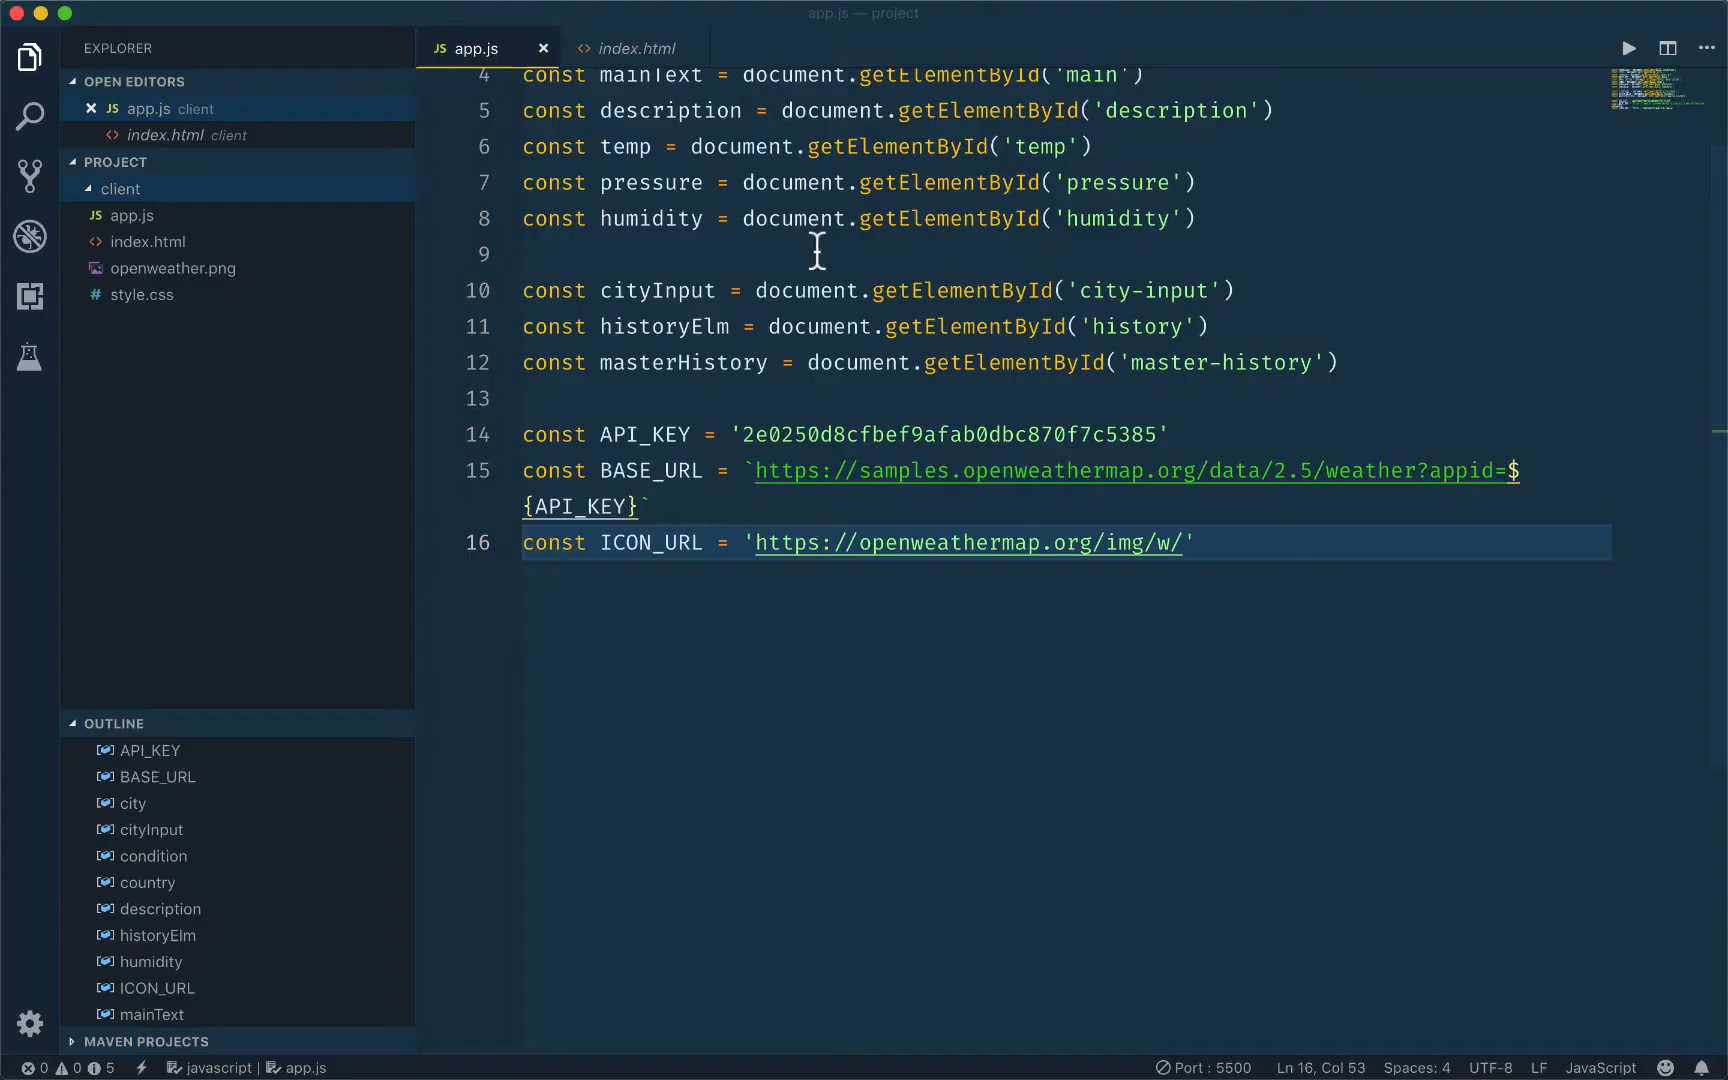 app.js — project
EXPLORER
JS app.js ×
<> index.html
OPEN EDITORS
× JS app.js client
<> index.html client
PROJECT
client
JS app.js
<> index.html
openweather.png
# style.css
4 const mainText = document.getElementById('main')
5 const description = document.getElementById('description')
6 const temp = document.getElementById('temp')
7 const pressure = document.getElementById('pressure')
8 const humidity = document.getElementById('humidity')
9
10 const cityInput = document.getElementById('city-input')
11 const historyElm = document.getElementById('history')
12 const masterHistory = document.getElementById('master-history')
13
14 const API_KEY = '2e0250d8cfbef9afab0dbc870f7c5385'
15 const BASE_URL = `https://samples.openweathermap.org/data/2.5/weather?appid=$
{API_KEY}`
16 const ICON_URL = 'https://openweathermap.org/img/w/'
OUTLINE
API_KEY
BASE_URL
city
cityInput
condition
country
description
historyElm
humidity
ICON_URL
mainText
MAVEN PROJECTS
0 0 5 javascript | app.js
Port : 5500 Ln 16, Col 53 Spaces: 4 UTF-8 LF JavaScript